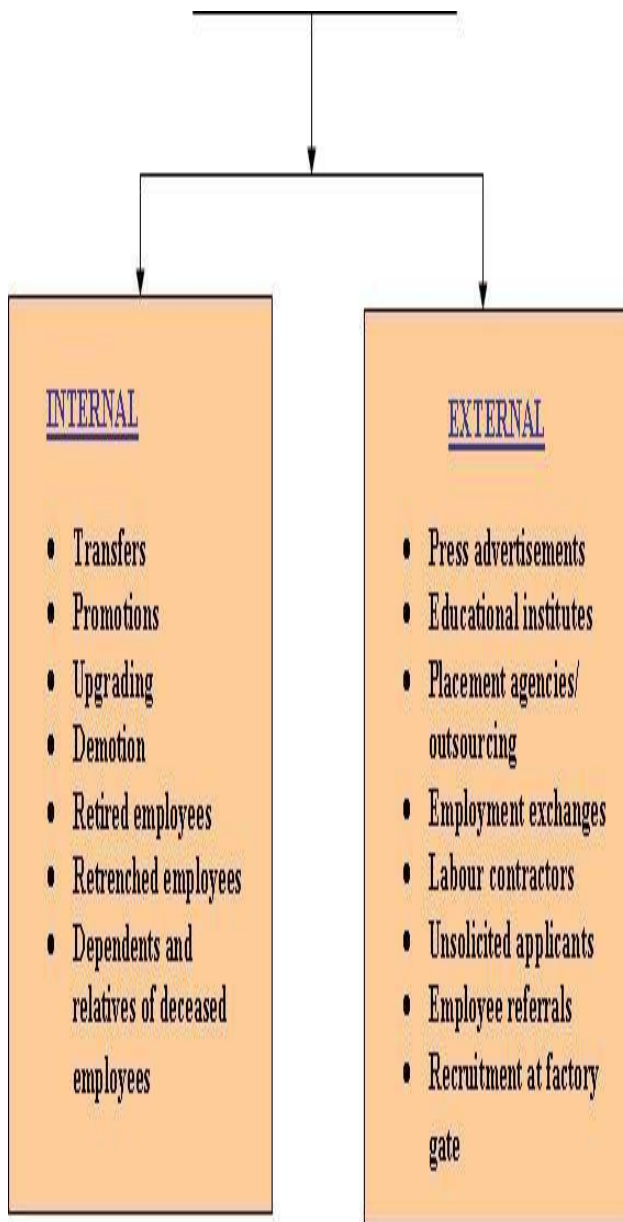 INTERNAL
• Transfers
• Promotions
• Upgrading
• Demotion
• Retired employees
• Retrenched employees
• Dependents and
relatives of deceased
employees
EXTERNAL
• Press advertisements
• Educational institutes
• Placement agencies/
outsourcing
• Employment exchanges
• Labour contractors
• Unsolicited applicants
• Employee referrals
• Recruitment at factory
gate